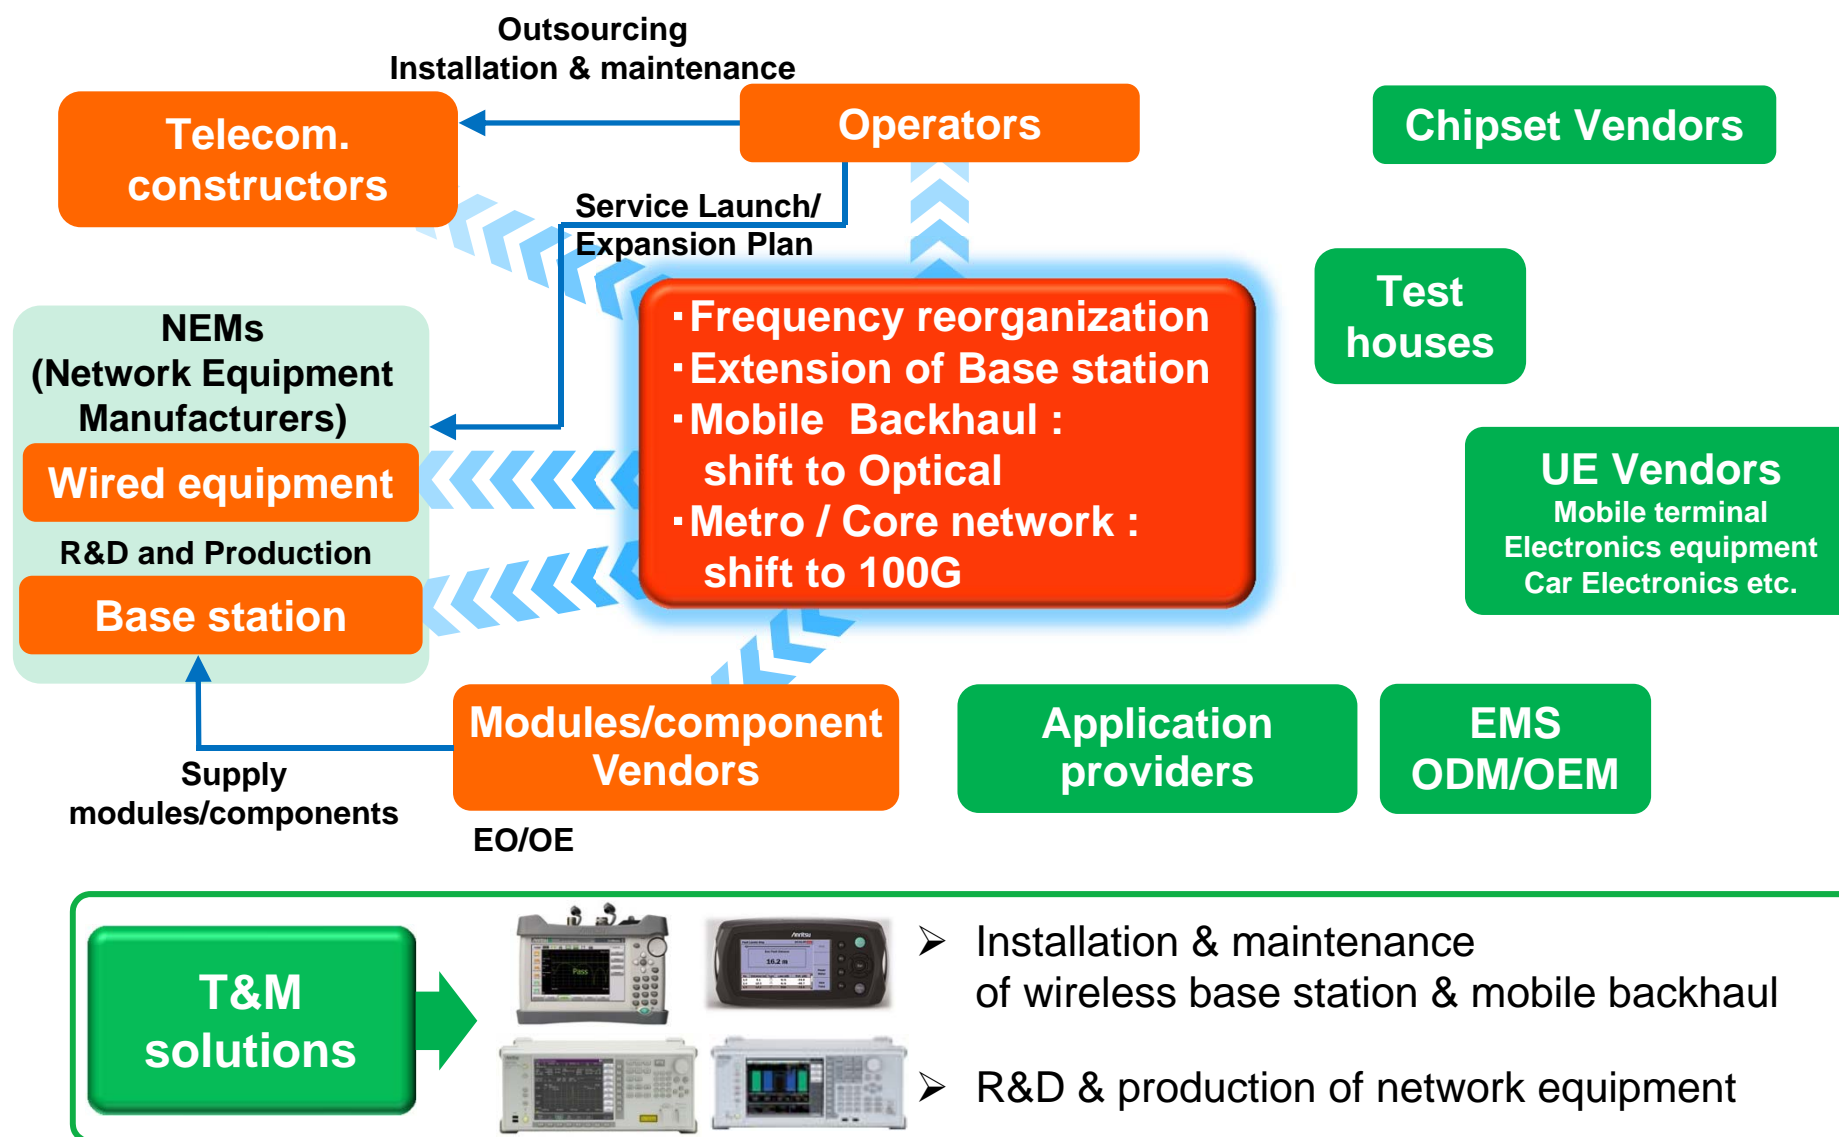 Outsourcing
Installation & maintenance
Telecom.
constructors
Operators
Chipset Vendors
Service Launch/
Expansion Plan
Test
houses
NEMs
(Network Equipment
Manufacturers)
Wired equipment
R&D and Production
Base station
・Frequency reorganization
・Extension of Base station
・Mobile Backhaul :
shift to Optical
・Metro / Core network :
shift to 100G
UE Vendors
Mobile terminal
Electronics equipment
Car Electronics etc.
Modules/component
Vendors
Application
providers
EMS
ODM/OEM
Supply
modules/components
EO/OE
T&M
solutions
Pass
Anritsu
16.2 m
➢ Installation & maintenance
of wireless base station & mobile backhaul
➢ R&D & production of network equipment